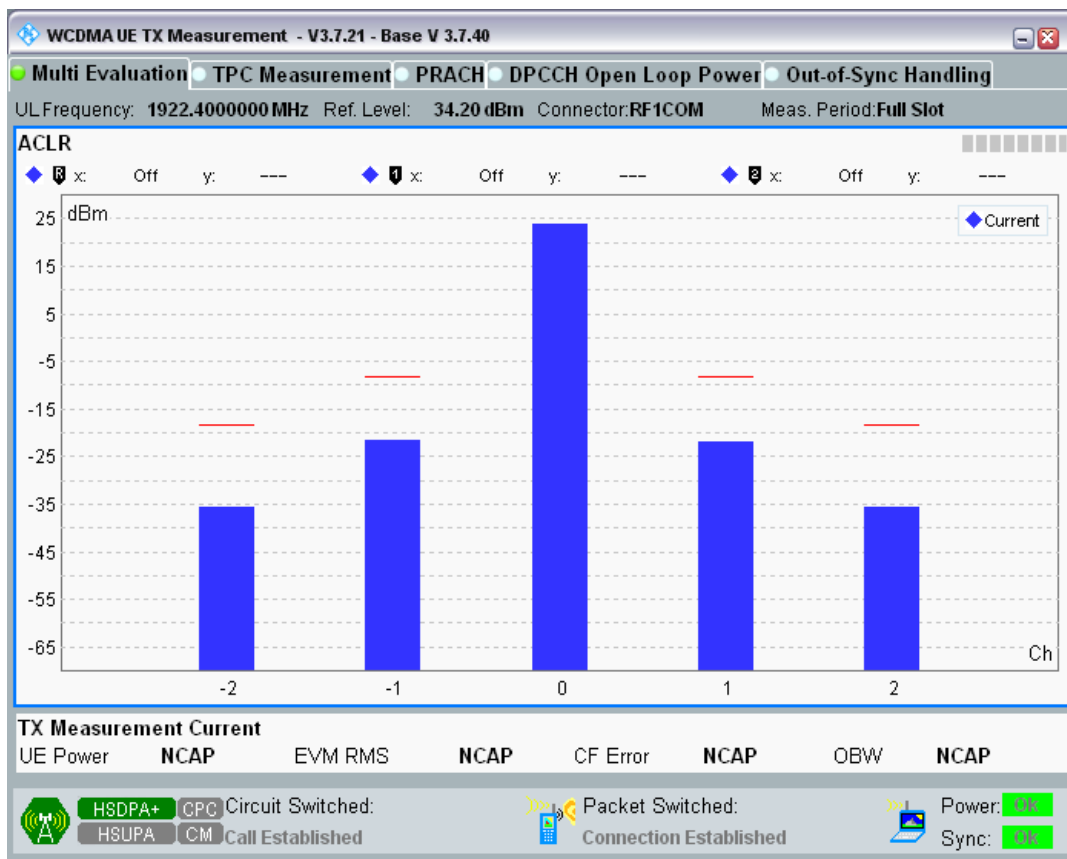 WCDMA UE TX Measurement - V3.7.21 - Base V 3.7.40
Multi Evaluation TPC Measurement PRACH DPCCH Open Loop Power Out-of-Sync Handling
UL Frequency: 1922.4000000 MHz Ref. Level: 34.20 dBm Connector:RF1COM Meas. Period:Full Slot
ACLR
R x: Off y: --- 1 x: Off y: --- 2 x: Off y: ---
dBm
Current
25
15
5
-5
-15
-25
-35
-45
-55
-65
Ch
-2 -1 0 1 2
TX Measurement Current
UE Power NCAP EVM RMS NCAP CF Error NCAP OBW NCAP
HSDPA+ CPC Circuit Switched: Packet Switched: Power: OK
HSUPA CM Call Established Connection Established Sync: OK